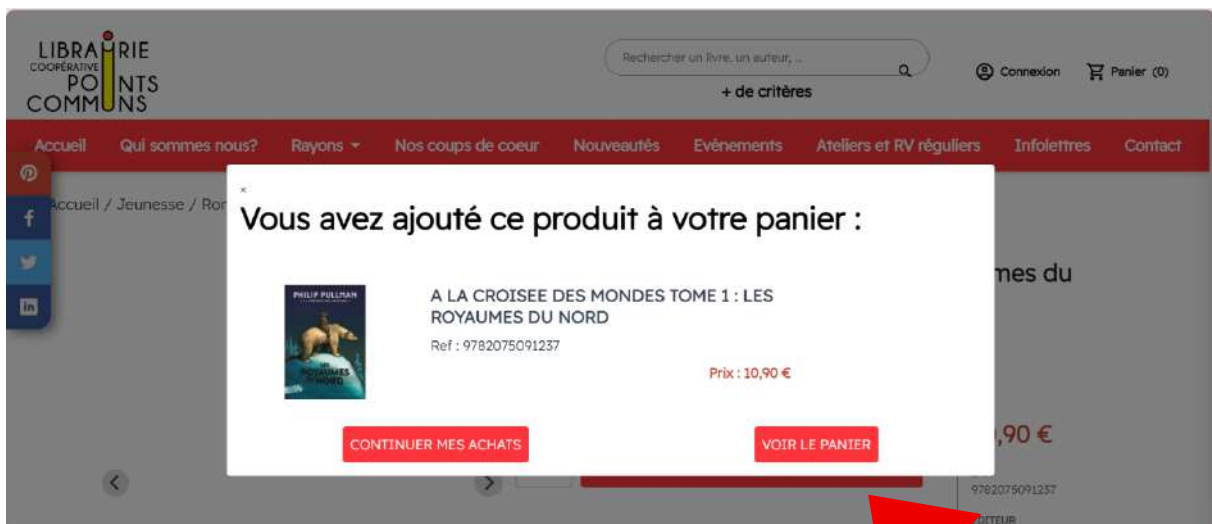 LIBRAIRIE
COOPÉRATIVE
POINTS
COMMUNS
Rechercher un livre, un auteur, ...
+ de critères
Connexion
Panier (0)
Accueil Qui sommes nous? Rayons Nos coups de coeur Nouveautés Evénements Ateliers et RV réguliers Infolettres Contact
Accueil / Jeunesse / Ror
×
Vous avez ajouté ce produit à votre panier :
mes du
PHILIP PULLMAN
LES
ROYAUMES
DU NORD
A LA CROISEE DES MONDES TOME 1 : LES
ROYAUMES DU NORD
Ref : 9782075091237
Prix : 10,90 €
CONTINUER MES ACHATS VOIR LE PANIER
,90 €
9782075091237